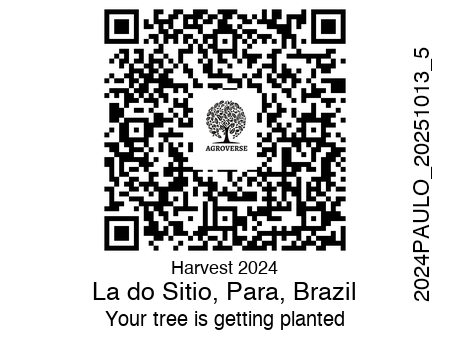 AGROVERSE
Harvest 2024
La do Sitio, Para, Brazil
Your tree is getting planted
2024PAULO_20251013_5